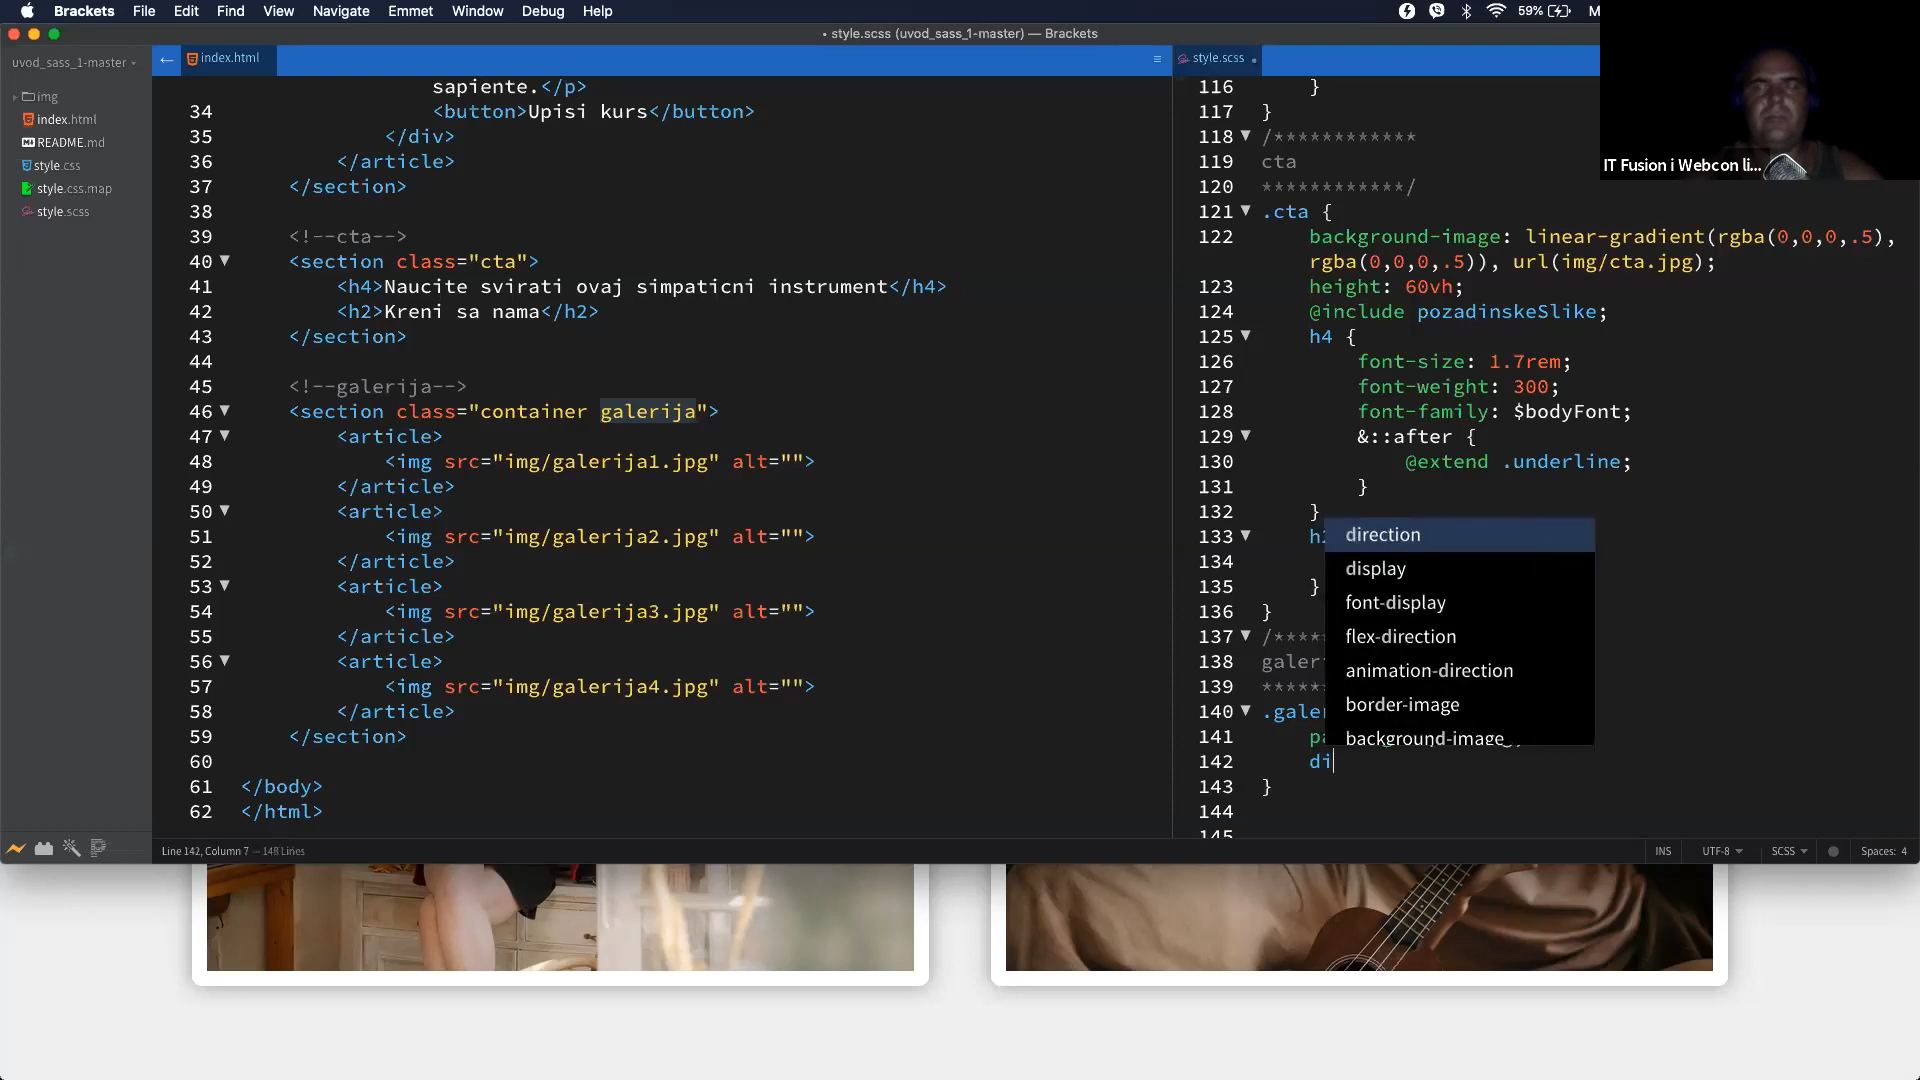 Brackets File Edit Find View Navigate Emmet Window Debug Help 59% M
• style.scss (uvod_sass_1-master) — Brackets
uvod_sass_1-master
img
index.html
README.md
style.css
style.css.map
style.scss
index.html
sapiente.</p>
34 <button>Upisi kurs</button>
35 </div>
36 </article>
37 </section>
38
39 <!--cta-->
40 <section class="cta">
41 <h4>Naucite svirati ovaj simpaticni instrument</h4>
42 <h2>Kreni sa nama</h2>
43 </section>
44
45 <!--galerija-->
46 <section class="container galerija">
47 <article>
48 <img src="img/galerija1.jpg" alt="">
49 </article>
50 <article>
51 <img src="img/galerija2.jpg" alt="">
52 </article>
53 <article>
54 <img src="img/galerija3.jpg" alt="">
55 </article>
56 <article>
57 <img src="img/galerija4.jpg" alt="">
58 </article>
59 </section>
60
61 </body>
62 </html>
style.scss •
116 }
117 }
118 /************
119 cta
120 ************/
121 .cta {
122 background-image: linear-gradient(rgba(0,0,0,.5),
rgba(0,0,0,.5)), url(img/cta.jpg);
123 height: 60vh;
124 @include pozadinskeSlike;
125 h4 {
126 font-size: 1.7rem;
127 font-weight: 300;
128 font-family: $bodyFont;
129 &::after {
130 @extend .underline;
131 }
132 }
133 h
134
135 }
136 }
137 /****
138 galer
139 *****
140 .galer
141 pa
142 di
143 }
144
145
direction
display
font-display
flex-direction
animation-direction
border-image
background-image
IT Fusion i Webcon li...
Line 142, Column 7 — 148 Lines
INS UTF-8 SCSS Spaces: 4